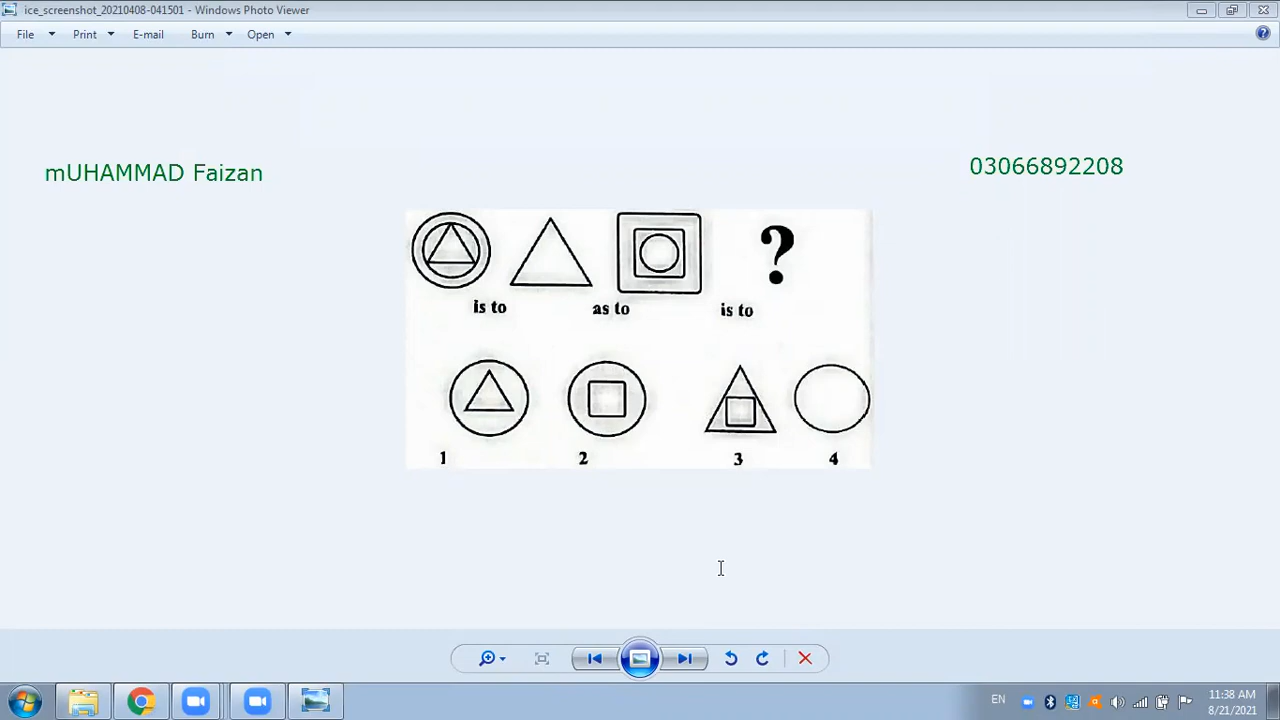 ice_screenshot_20210408-041501 - Windows Photo Viewer
File Print E-mail Burn Open
mUHAMMAD Faizan 03066892208
?
is to as to is to
1 2 3 4
EN 11:38 AM
8/21/2021